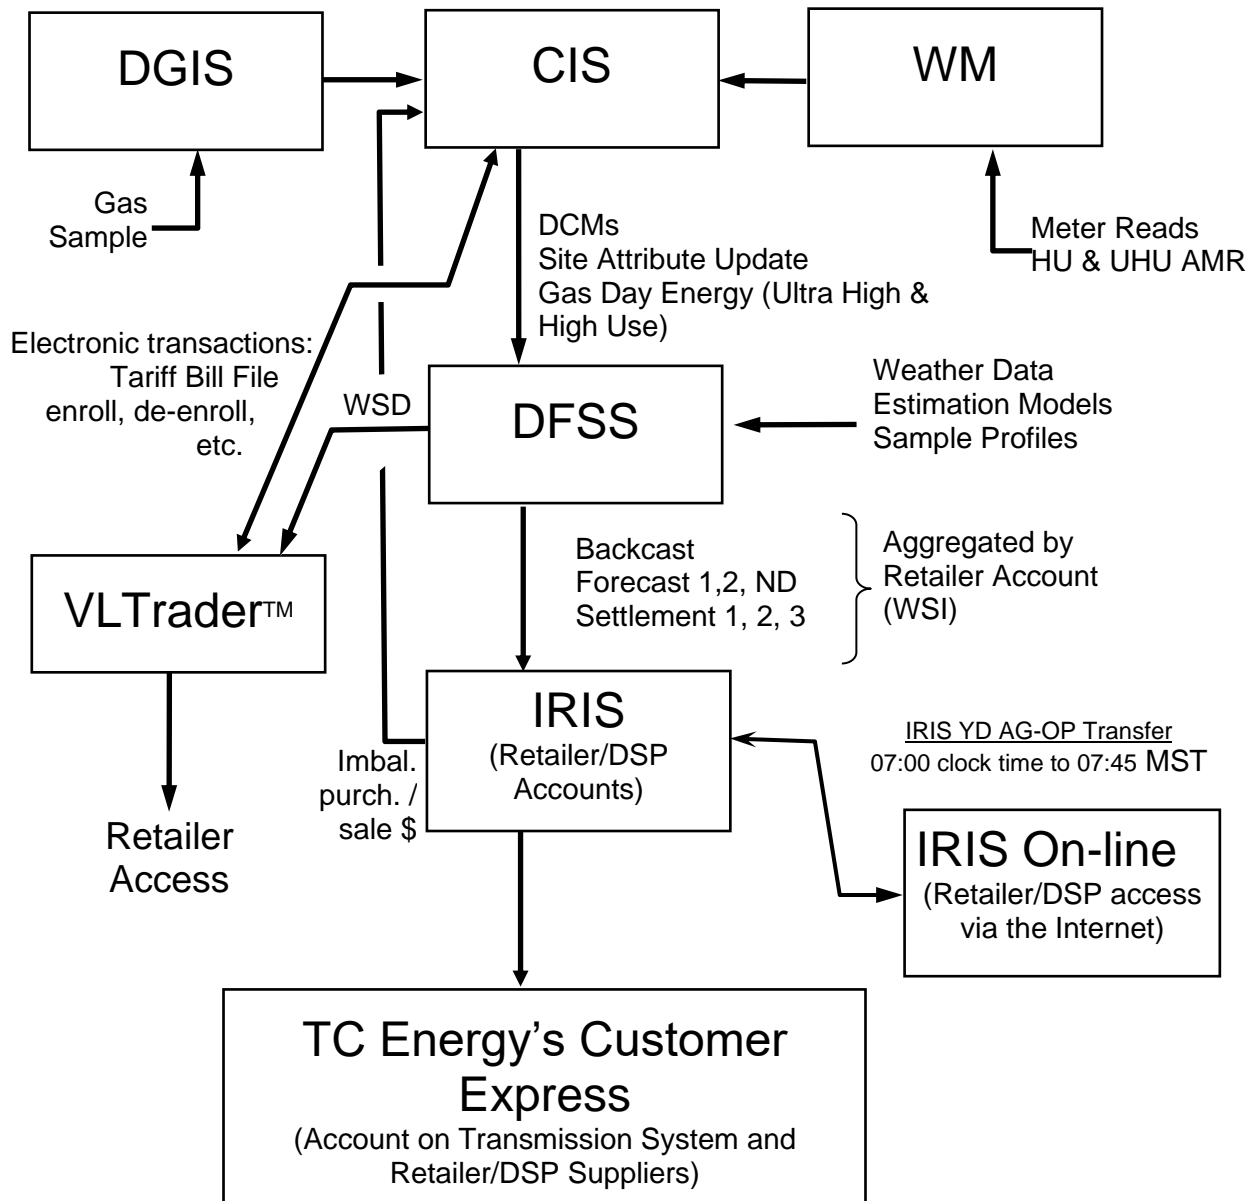 DGIS
CIS
WM
Gas
Sample
DCMs
Site Attribute Update
Gas Day Energy (Ultra High &
High Use)
Meter Reads
HU & UHU AMR
Electronic transactions:
Tariff Bill File
enroll, de-enroll,
etc.
WSD
DFSS
Weather Data
Estimation Models
Sample Profiles
Backcast
Forecast 1,2, ND
Settlement 1, 2, 3
Aggregated by
Retailer Account
(WSI)
VLTrader™
Retailer
Access
Imbal.
purch. /
sale $
IRIS
(Retailer/DSP
Accounts)
IRIS YD AG-OP Transfer
07:00 clock time to 07:45 MST
IRIS On-line
(Retailer/DSP access
via the Internet)
TC Energy’s Customer
Express
(Account on Transmission System and
Retailer/DSP Suppliers)